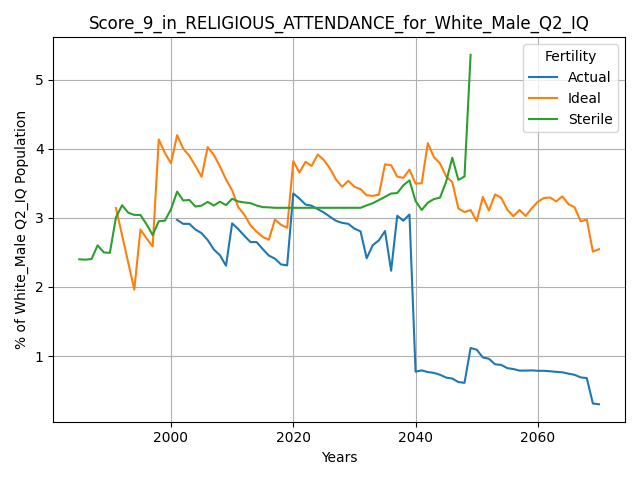 Score_9_in_RELIGIOUS_ATTENDANCE_for_White_Male_Q2_IQ
Fertility
Actual
Ideal
Sterile
% of White_Male Q2_IQ Population
5
4
3
2
1
2000 2020 2040 2060
Years